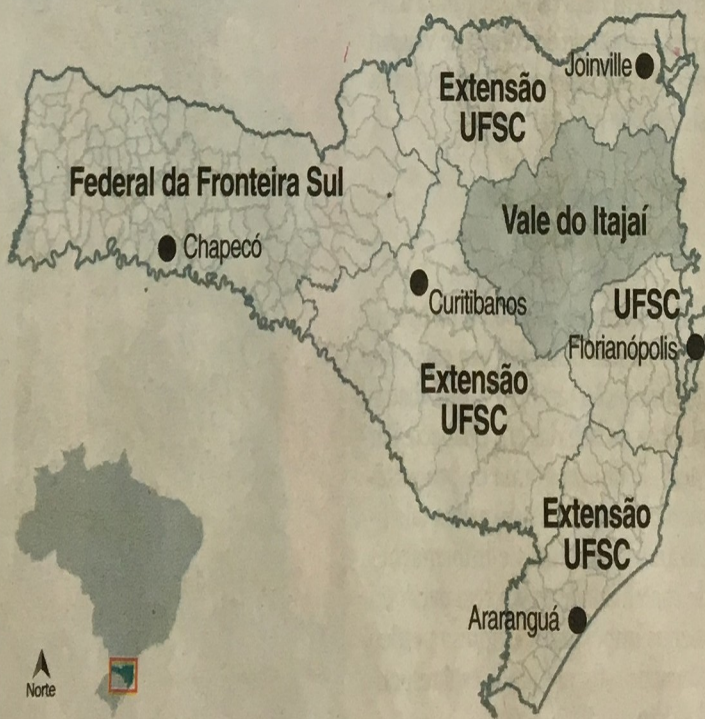 Joinville
Extensão
UFSC
Federal da Fronteira Sul
Vale do Itajaí
Chapecó
Curitibanos
UFSC
Florianópolis
Extensão
UFSC
Extensão
UFSC
Araranguá
Norte